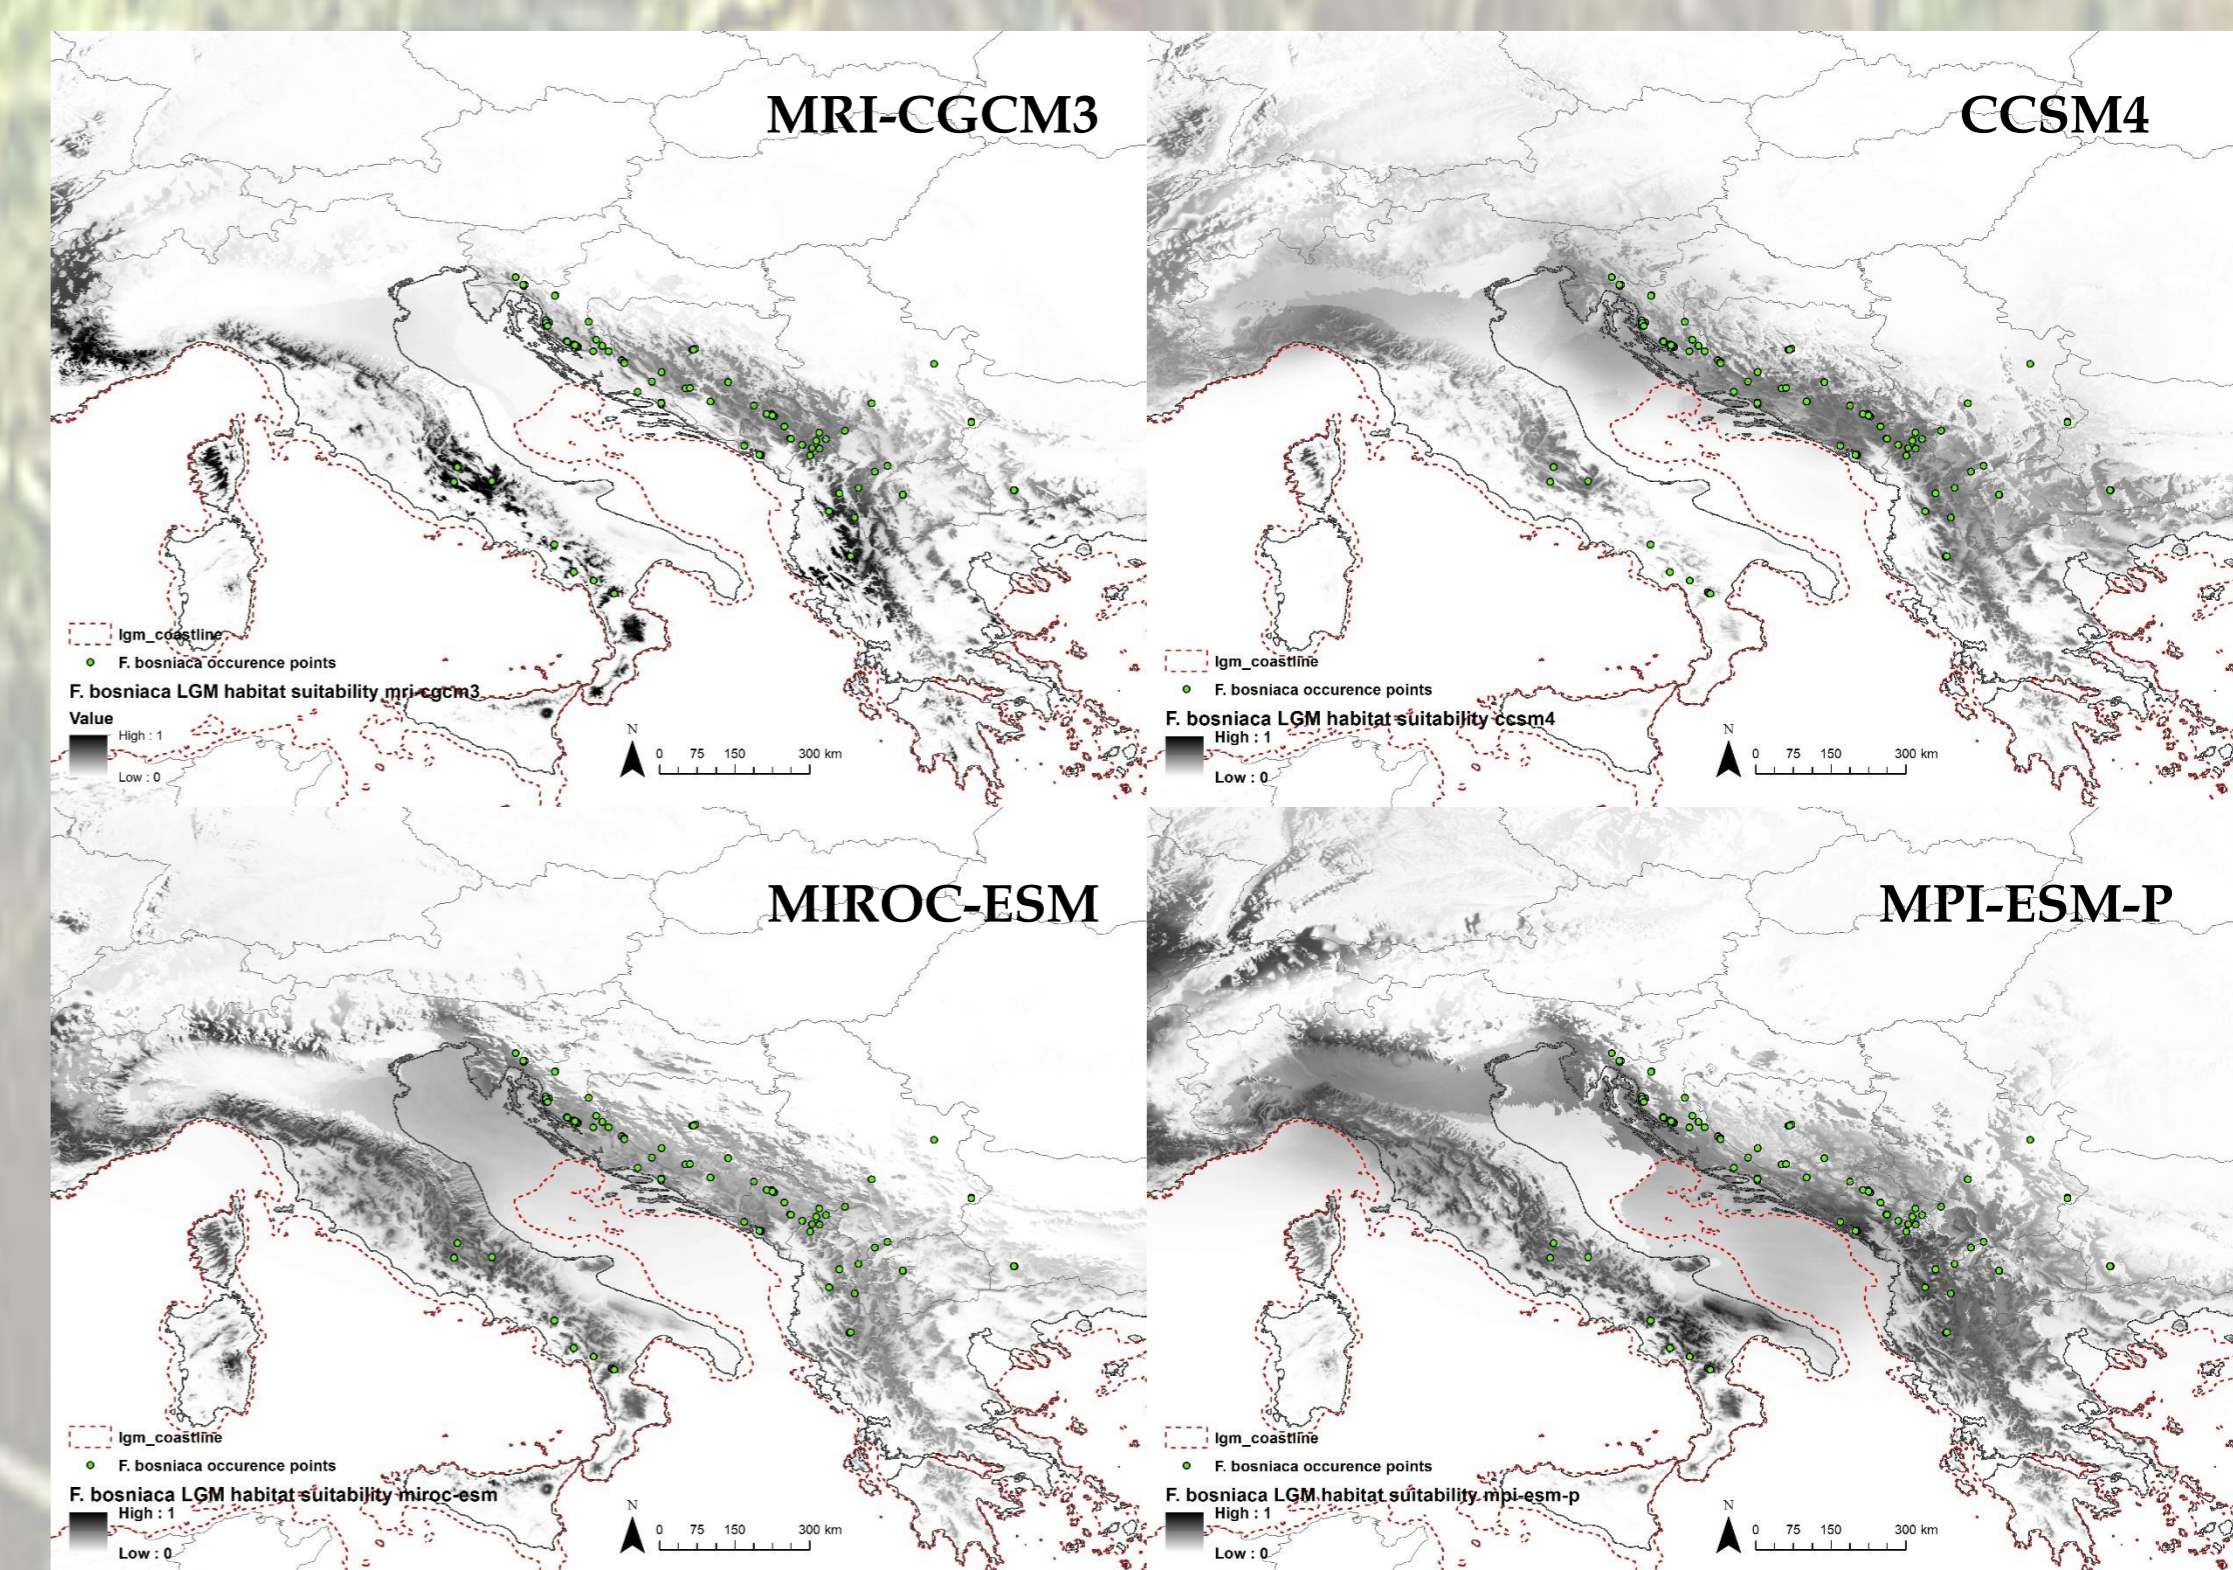 MRI-CGCM3
lgm_coastline
F. bosniaca occurence points
F. bosniaca LGM habitat suitability mri-cgcm3
Value
High : 1
Low : 0
N
0 75 150 300 km
CCSM4
lgm_coastline
F. bosniaca occurence points
F. bosniaca LGM habitat suitability ccsm4
High : 1
Low : 0
N
0 75 150 300 km
MIROC-ESM
lgm_coastline
F. bosniaca occurence points
F. bosniaca LGM habitat suitability miroc-esm
High : 1
Low : 0
N
0 75 150 300 km
MPI-ESM-P
lgm_coastline
F. bosniaca occurence points
F. bosniaca LGM habitat suitability mpi-esm-p
High : 1
Low : 0
N
0 75 150 300 km